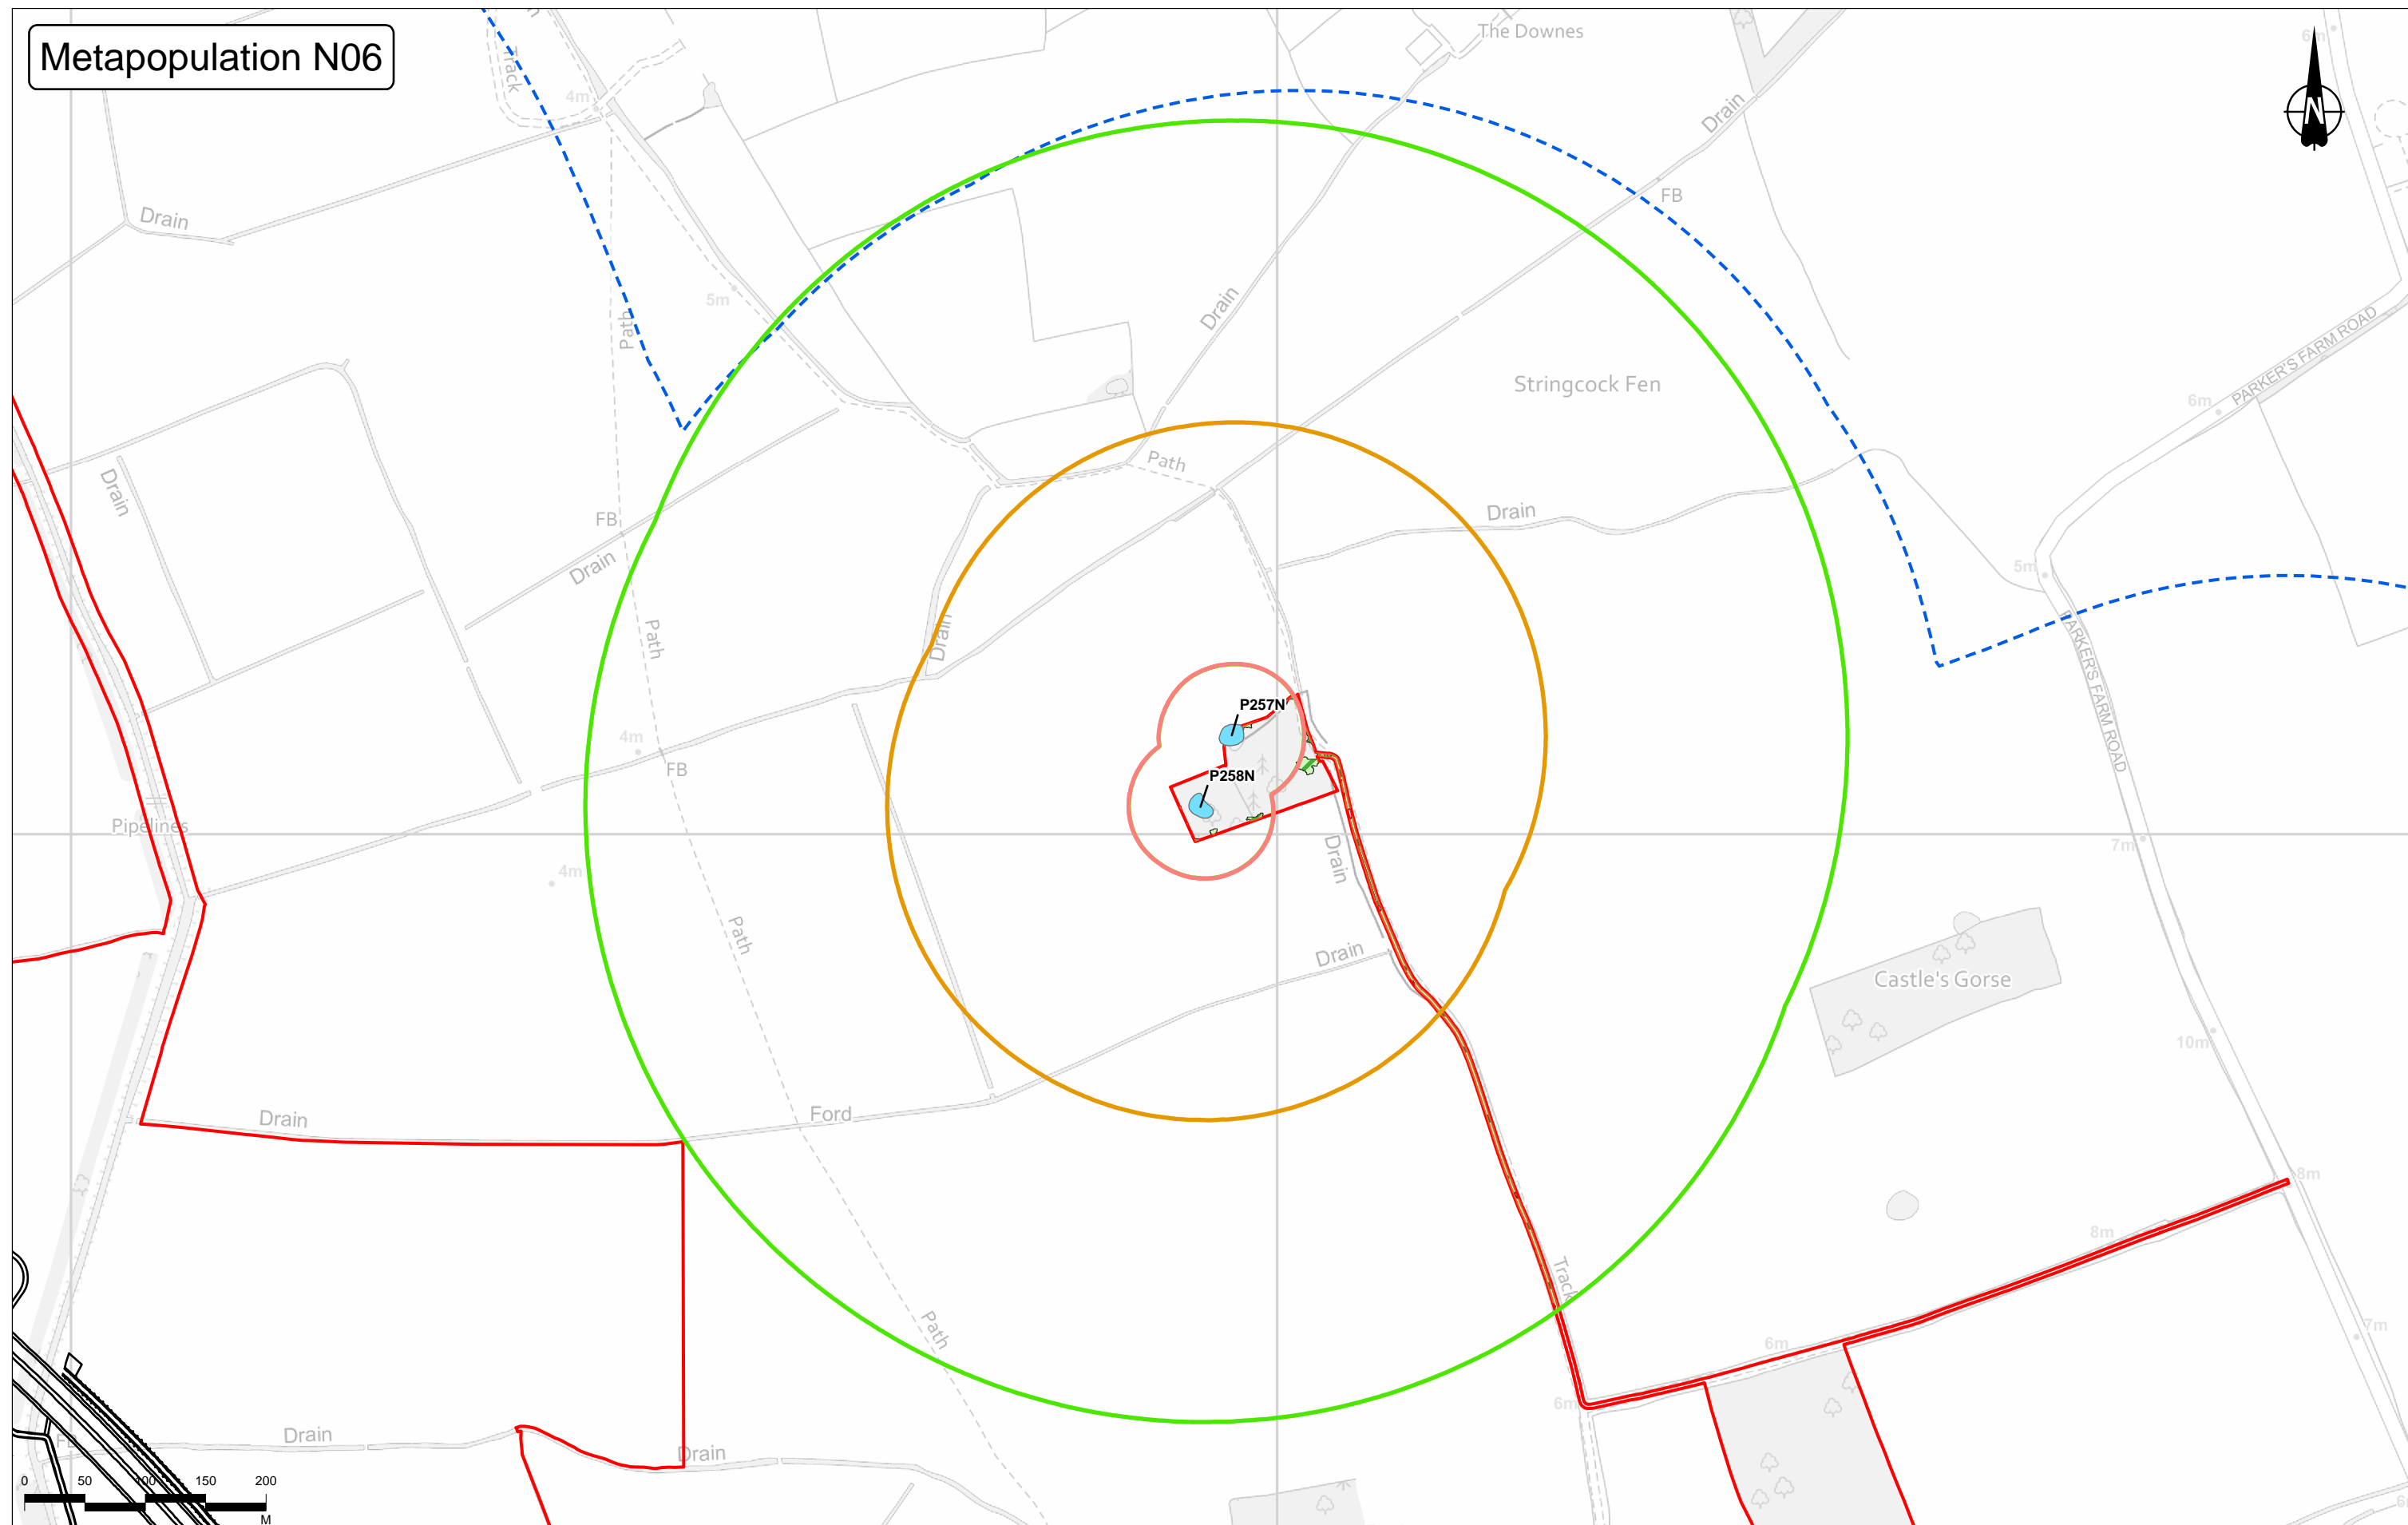 Metapopulation N06
The Downes
6m
N
Track
4m
Drain
Drain
FB
5m
Path
Drain
PARKER'S FARM ROAD
Stringcock Fen
6m
Path
Drain
Drain
FB
Drain
5m
Path
Drain
PARKER'S FARM ROAD
P257N
4m
FB
P258N
Pipelines
7m
4m
Drain
Path
Drain
Castle's Gorse
10m
Drain
Ford
8m
8m
Track
Path
6m
7m
6m
Drain
FB
Drain
0 50 100 150 200
M